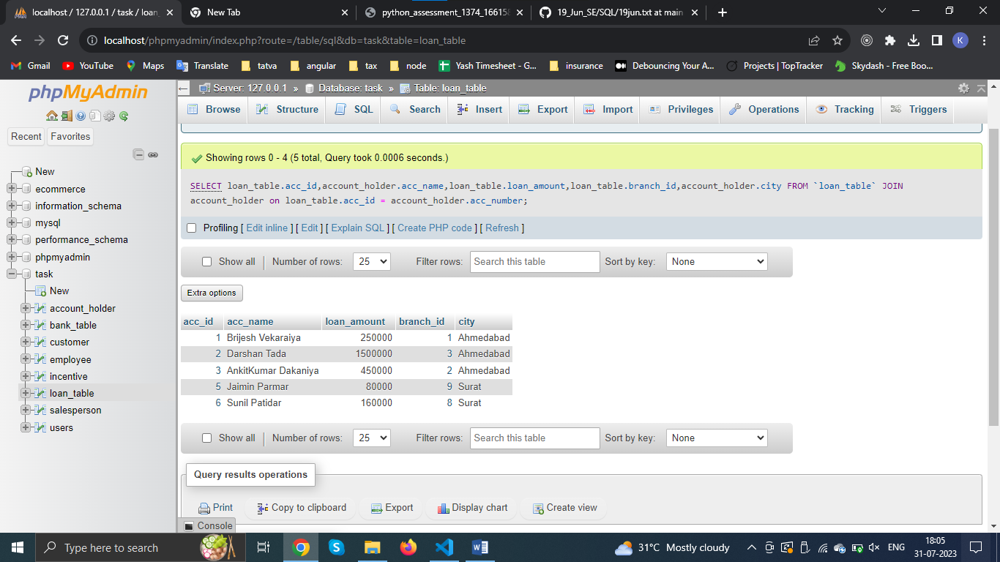 localhost / 127.0.0.1 / task / loan_
New Tab
python_assessment_1374_16615
19_Jun_SE/SQL/19jun.txt at main
localhost/phpmyadmin/index.php?route=/table/sql&db=task&table=loan_table
K
Gmail
YouTube
Maps
Translate
tatva
angular
tax
node
Yash Timesheet - G...
insurance
Debouncing Your A...
Projects | TopTracker
Skydash - Free Boo...
phpMyAdmin
Recent
Favorites
New
ecommerce
information_schema
mysql
performance_schema
phpmyadmin
task
New
account_holder
bank_table
customer
employee
incentive
loan_table
salesperson
users
Server: 127.0.0.1 » Database: task » Table: loan_table
Browse
Structure
SQL
Search
Insert
Export
Import
Privileges
Operations
Tracking
Triggers
Showing rows 0 - 4 (5 total, Query took 0.0006 seconds.)
SELECT loan_table.acc_id,account_holder.acc_name,loan_table.loan_amount,loan_table.branch_id,account_holder.city FROM `loan_table` JOIN
account_holder on loan_table.acc_id = account_holder.acc_number;
Profiling [ Edit inline ] [ Edit ] [ Explain SQL ] [ Create PHP code ] [ Refresh ]
Show all | Number of rows: 25 Filter rows: Search this table Sort by key: None
Extra options
acc_id acc_name loan_amount branch_id city
1 Brijesh Vekaraiya 250000 1 Ahmedabad
2 Darshan Tada 1500000 3 Ahmedabad
3 AnkitKumar Dakaniya 450000 2 Ahmedabad
5 Jaimin Parmar 80000 9 Surat
6 Sunil Patidar 160000 8 Surat
Show all | Number of rows: 25 Filter rows: Search this table Sort by key: None
Query results operations
Print
Copy to clipboard
Export
Display chart
Create view
Console
Type here to search
31°C Mostly cloudy
ENG
18:05
31-07-2023